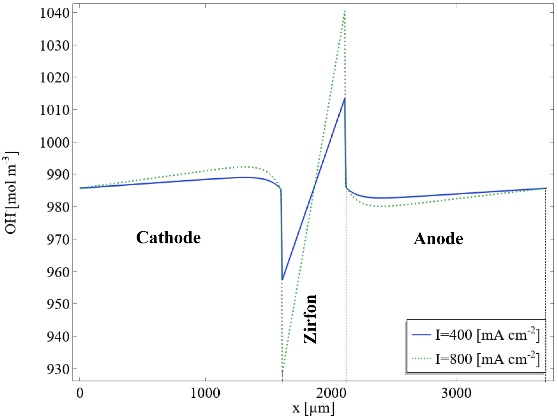 1040
1030
1020
1010
1000
990
980
970
960
950
940
930
OH⁻[mol m⁻³]
Cathode
Anode
Zirfon
I=400 [mA cm⁻²]
I=800 [mA cm⁻²]
0
1000
2000
3000
x [µm]